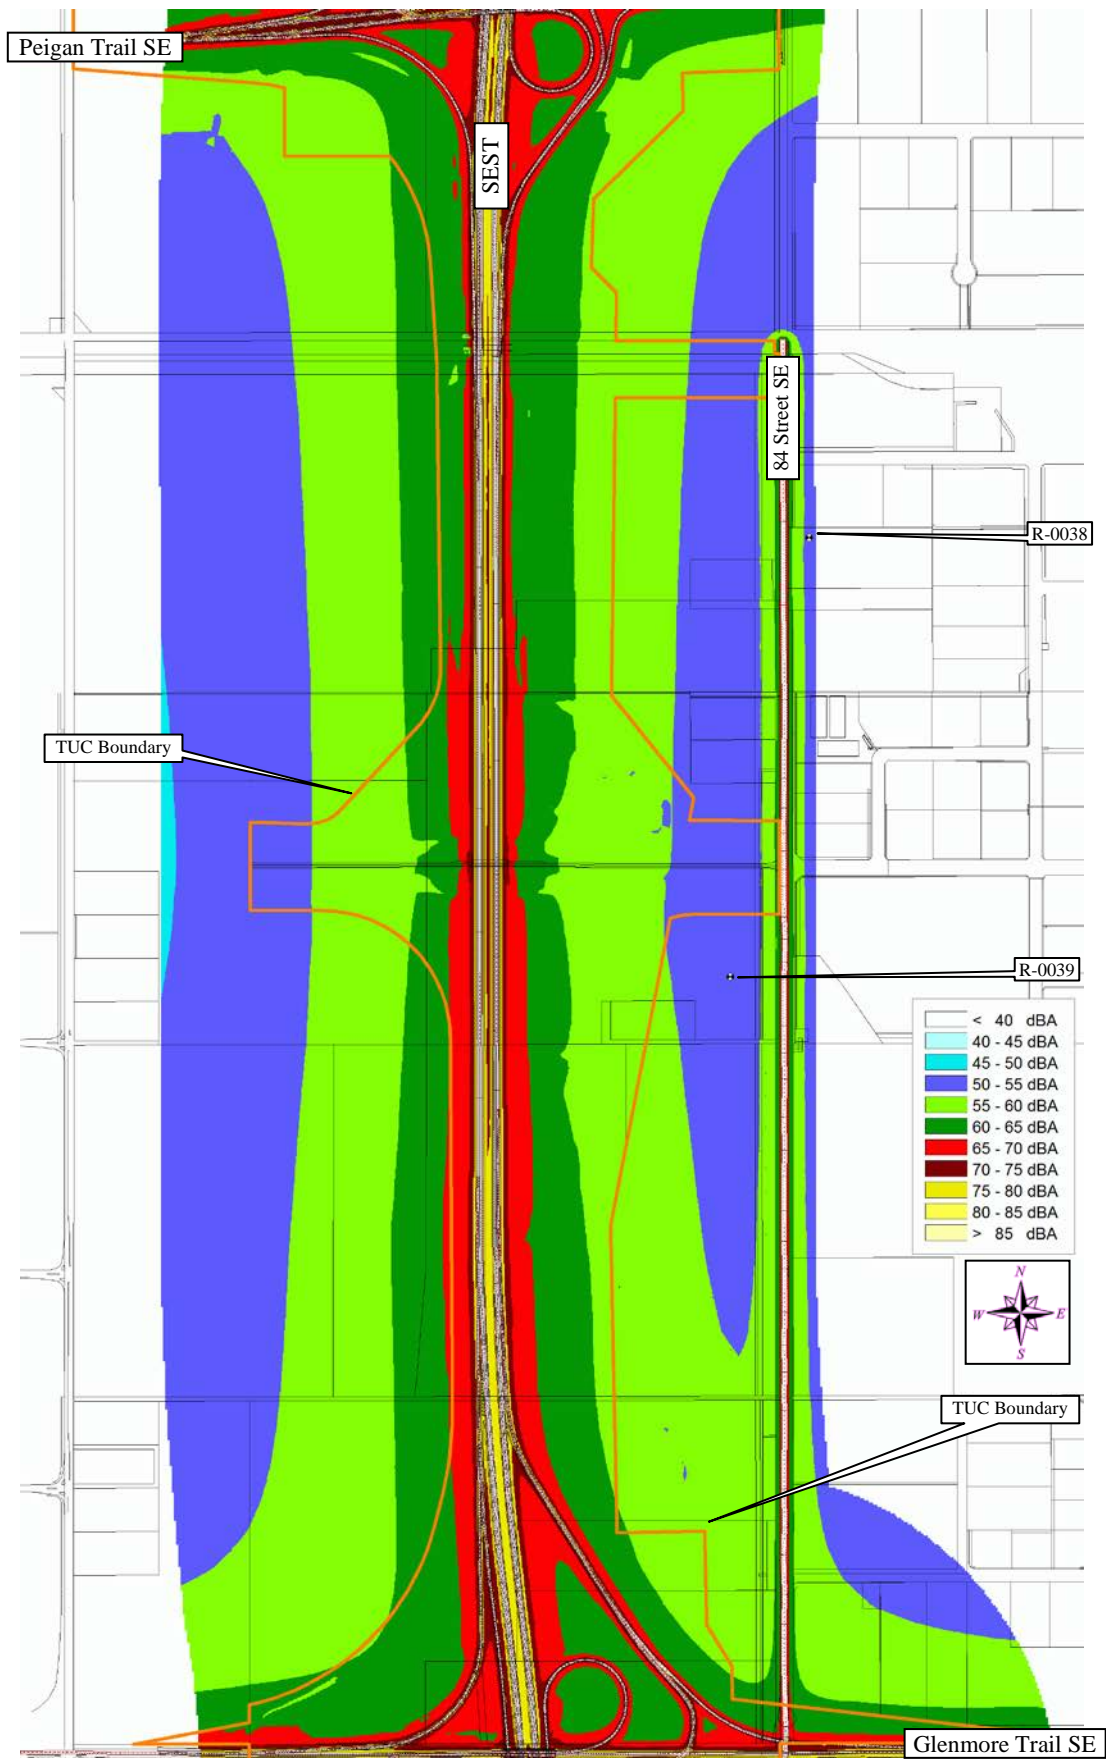 Peigan Trail SE
SEST
84 Street SE
R-0038
TUC Boundary
R-0039
< 40 dBA
40 - 45 dBA
45 - 50 dBA
50 - 55 dBA
55 - 60 dBA
60 - 65 dBA
65 - 70 dBA
70 - 75 dBA
75 - 80 dBA
80 - 85 dBA
> 85 dBA
N
W E
S
TUC Boundary
Glenmore Trail SE